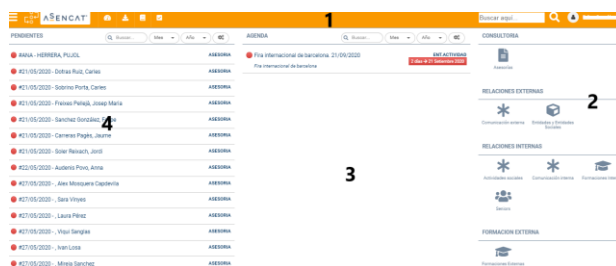 ASENCAT
1
Buscar aquí...
PENDIENTES
Buscar...
Mes
Año
#ANA - HERRERA, PUJOL ASESORIA
#21/05/2020 - Dotras Ruiz, Carles ASESORIA
#21/05/2020 - Sobrino Porta, Carles ASESORIA
#21/05/2020 - Freixes Pellejà, Josep Maria ASESORIA
#21/05/2020 - Sanchez González, ASESORIA
4
#21/05/2020 - Carreras Pagès, Jaume ASESORIA
#21/05/2020 - Soler Reixach, Jordi ASESORIA
#22/05/2020 - Audenis Povo, Anna ASESORIA
#27/05/2020 - , Alex Mosquera Capdevila ASESORIA
#27/05/2020 - , Sara Vinyes ASESORIA
#27/05/2020 - , Laura Pérez ASESORIA
#27/05/2020 - , Viqui Sanglas ASESORIA
#27/05/2020 - , Ivan Losa ASESORIA
#27/05/2020 - , Mireia Sanchez ASESORIA
AGENDA
Buscar...
Mes
Año
Fira internacional de barcelona 21/09/2020
Fira internacional de barcelona
3
CONSULTORIA
Asesorías
RELACIONES EXTERNAS
2
Comunicación externa
Entidades y Entidades Sociales
RELACIONES INTERNAS
Actividades sociales
Comunicación interna
Formaciones Inter
Socios
FORMACION EXTERNA
Formaciones Externas